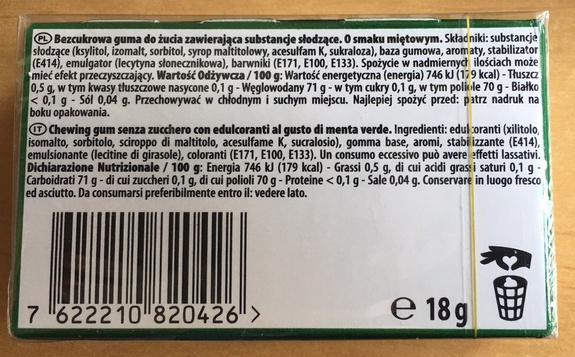 PL Bezcukrowa guma do żucia zawierająca substancje słodzące. O smaku miętowym. Składniki: substancje
słodzące (ksylitol, izomalt, sorbitol, syrop maltitolowy, acesulfam K, sukraloza), baza gumowa, aromaty, stabilizator
(E414), emulgator (lecytyna słonecznikowa), barwniki (E171, E100, E133). Spożycie w nadmiernych ilościach może
mieć efekt przeczyszczający. Wartość Odżywcza / 100 g: Wartość energetyczna (energia) 746 kJ (179 kcal) - Tłuszcz
0,5 g, w tym kwasy tłuszczowe nasycone 0,1 g - Węglowodany 71 g - w tym cukry 0,1 g, w tym poliole 70 g - Białko
< 0,1 g - Sól 0,04 g. Przechowywać w chłodnym i suchym miejscu. Najlepiej spożyć przed: patrz nadruk na
boku opakowania.
IT Chewing gum senza zucchero con edulcoranti al gusto di menta verde. Ingredienti: edulcoranti (xilitolo,
isomalto, sorbitolo, sciroppo di maltitolo, acesulfame K, sucralosio), gomma base, aromi, stabilizzante (E414),
emulsionante (lecitine di girasole), coloranti (E171, E100, E133). Un consumo eccessivo può avere effetti lassativi.
Dichiarazione Nutrizionale / 100 g: Energia 746 kJ (179 kcal) - Grassi 0,5 g, di cui acidi grassi saturi 0,1 g -
Carboidrati 71 g - di cui zuccheri 0,1 g, di cui polioli 70 g - Proteine < 0,1 g - Sale 0,04 g. Conservare in luogo fresco
ed asciutto. Da consumarsi preferibilmente entro il: vedere lato.
7 622210 820426 >
e 18 g